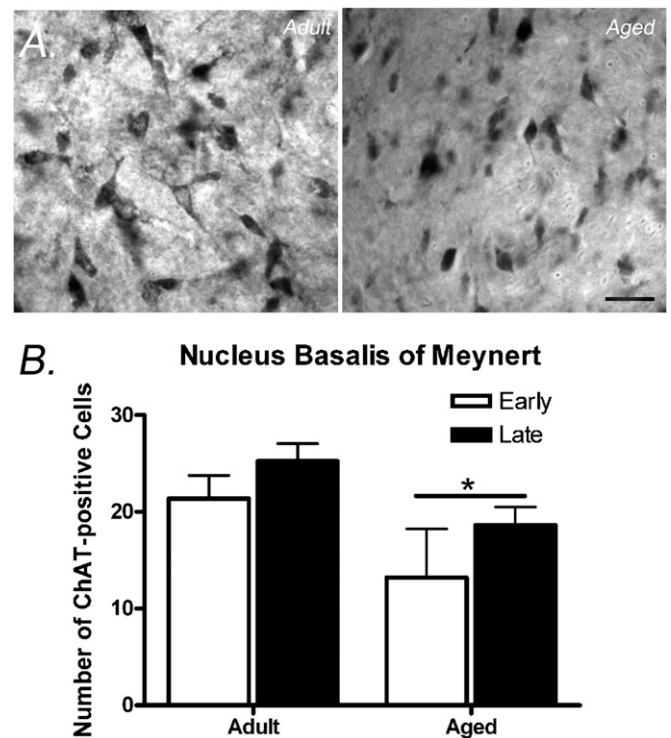 A.
Adult
Aged
B.
Nucleus Basalis of Meynert
Early
Late
Number of ChAT-positive Cells
30
20
10
0
*
Adult
Aged